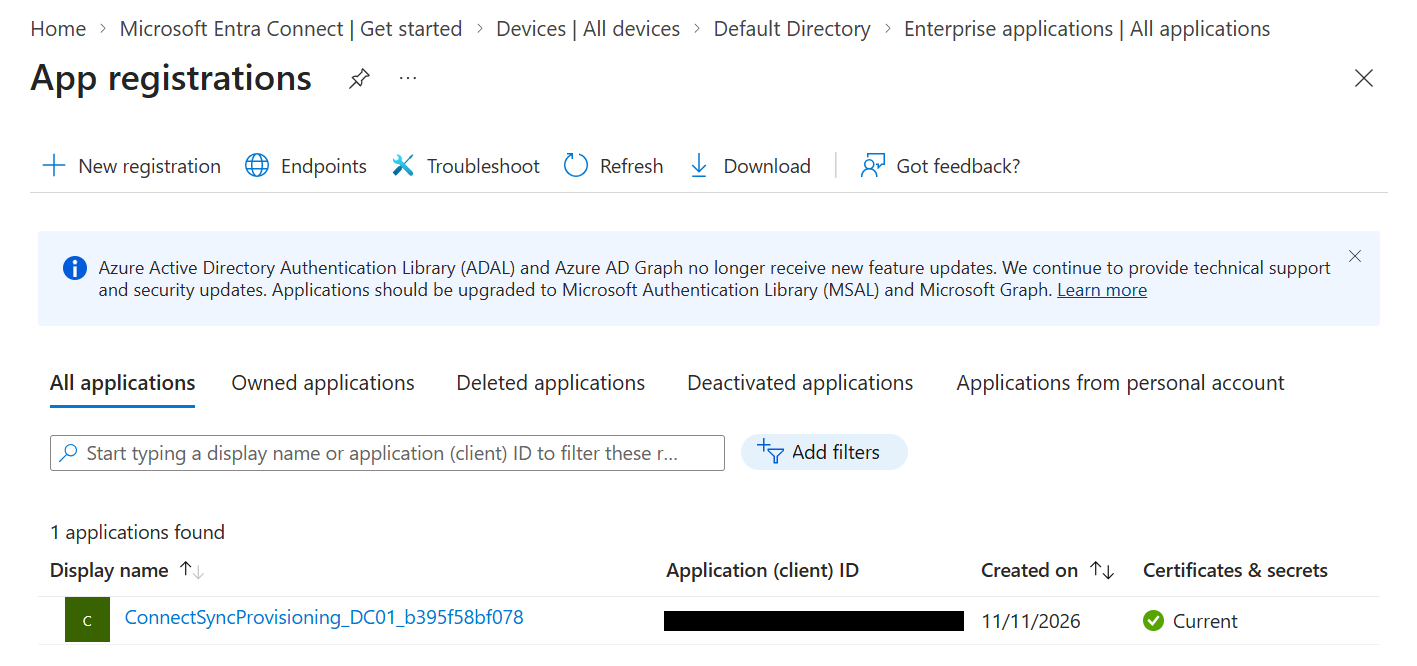 Home > Microsoft Entra Connect | Get started > Devices | All devices > Default Directory > Enterprise applications | All applications
App registrations
New registration Endpoints Troubleshoot Refresh Download Got feedback?
Azure Active Directory Authentication Library (ADAL) and Azure AD Graph no longer receive new feature updates. We continue to provide technical support
and security updates. Applications should be upgraded to Microsoft Authentication Library (MSAL) and Microsoft Graph. Learn more
All applications Owned applications Deleted applications Deactivated applications Applications from personal account
Start typing a display name or application (client) ID to filter these r... Add filters
1 applications found
Display name Application (client) ID Created on Certificates & secrets
C ConnectSyncProvisioning_DC01_b395f58bf078 11/11/2026 Current